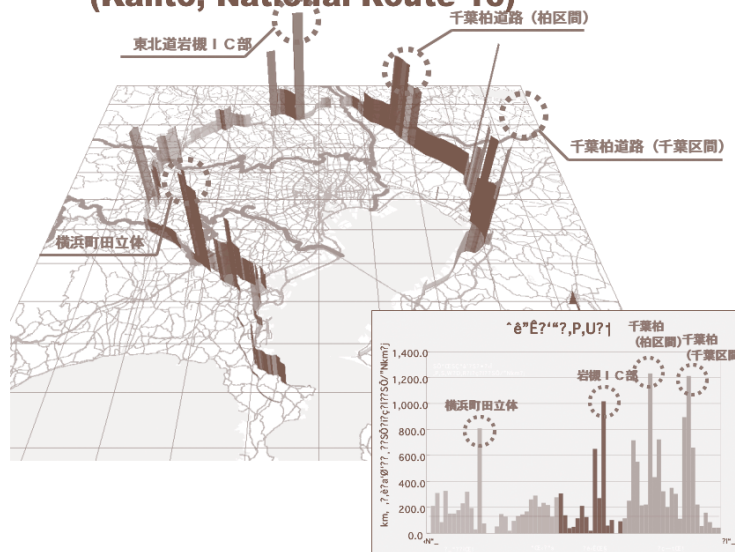 (Kanto, National Route 16)
千葉柏道路（柏区間）
東北道岩槻ＩＣ部
千葉柏道路（千葉区間）
横浜町田立体
ˆê”Ê?‘“?‚P‚U?†
千葉柏
(柏区間)
千葉柏
(千葉区間
岩槻ＩＣ部
横浜町田立体
1,400.0
1,200.0
1,000.0
800.0
600.0
400.0
200.0
0.0